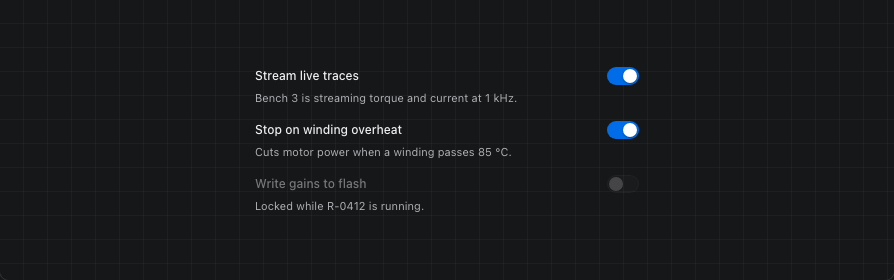 Stream live traces
Bench 3 is streaming torque and current at 1 kHz.
Stop on winding overheat
Cuts motor power when a winding passes 85 °C.
Write gains to flash
Locked while R-0412 is running.